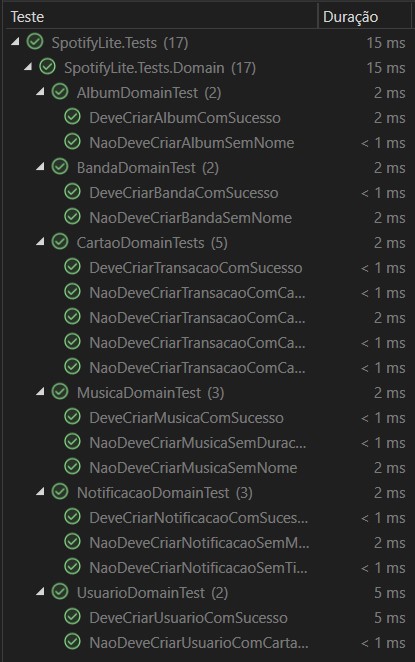 Teste Duração
SpotifyLite.Tests (17) 15 ms
SpotifyLite.Tests.Domain (17) 15 ms
AlbumDomainTest (2) 2 ms
DeveCriarAlbumComSucesso 2 ms
NaoDeveCriarAlbumSemNome < 1 ms
BandaDomainTest (2) 2 ms
DeveCriarBandaComSucesso < 1 ms
NaoDeveCriarBandaSemNome 2 ms
CartaoDomainTests (5) 2 ms
DeveCriarTransacaoComSucesso < 1 ms
NaoDeveCriarTransacaoComCa... < 1 ms
NaoDeveCriarTransacaoComCa... 2 ms
NaoDeveCriarTransacaoComCa... < 1 ms
NaoDeveCriarTransacaoComCa... < 1 ms
MusicaDomainTest (3) 2 ms
DeveCriarMusicaComSucesso < 1 ms
NaoDeveCriarMusicaSemDurac... < 1 ms
NaoDeveCriarMusicaSemNome 2 ms
NotificacaoDomainTest (3) 2 ms
DeveCriarNotificacaoComSuces... < 1 ms
NaoDeveCriarNotificacaoSemM... 2 ms
NaoDeveCriarNotificacaoSemTi... < 1 ms
UsuarioDomainTest (2) 5 ms
DeveCriarUsuarioComSucesso 5 ms
NaoDeveCriarUsuarioComCarta... < 1 ms